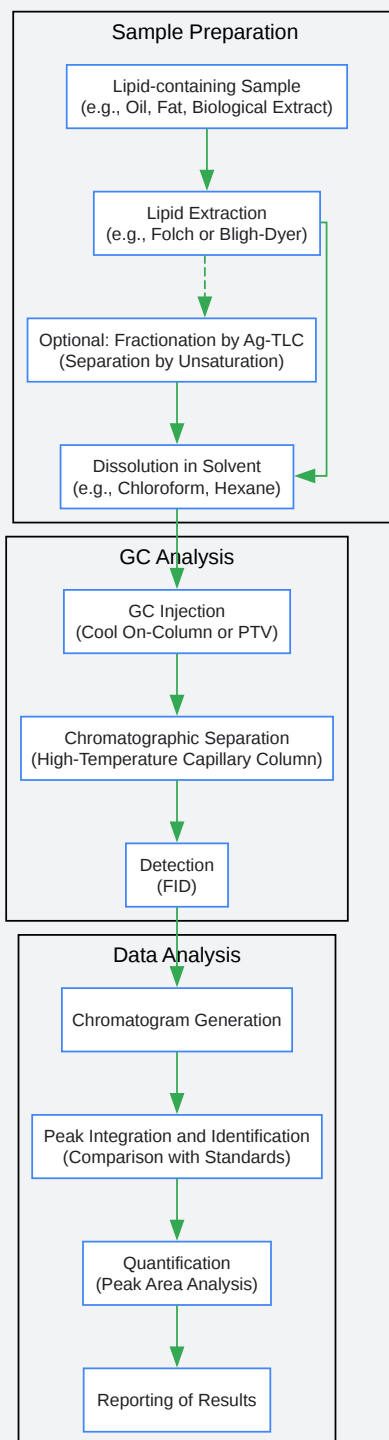 Sample Preparation
Lipid-containing Sample
(e.g., Oil, Fat, Biological Extract)
Lipid Extraction
(e.g., Folch or Bligh-Dyer)
Optional: Fractionation by Ag-TLC
(Separation by Unsaturation)
Dissolution in Solvent
(e.g., Chloroform, Hexane)
GC Analysis
GC Injection
(Cool On-Column or PTV)
Chromatographic Separation
(High-Temperature Capillary Column)
Detection
(FID)
Data Analysis
Chromatogram Generation
Peak Integration and Identification
(Comparison with Standards)
Quantification
(Peak Area Analysis)
Reporting of Results